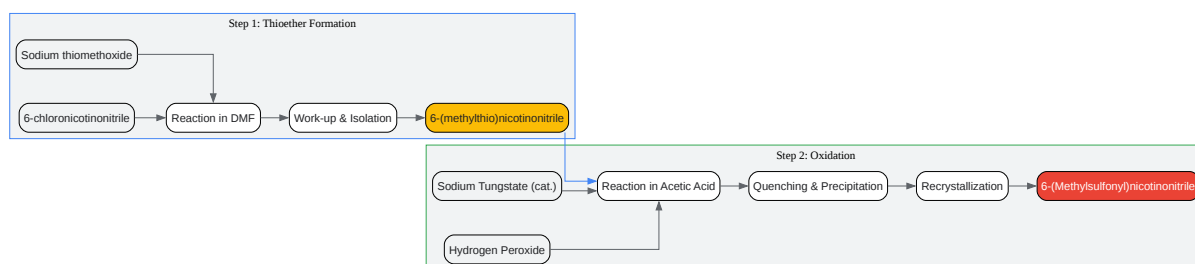 Step 1: Thioether Formation
Sodium thiomethoxide
6-chloronicotinonitrile
Reaction in DMF
Work-up & Isolation
6-(methylthio)nicotinonitrile
Step 2: Oxidation
Sodium Tungstate (cat.)
Reaction in Acetic Acid
Quenching & Precipitation
Recrystallization
6-(Methylsulfonyl)nicotinonitrile
Hydrogen Peroxide